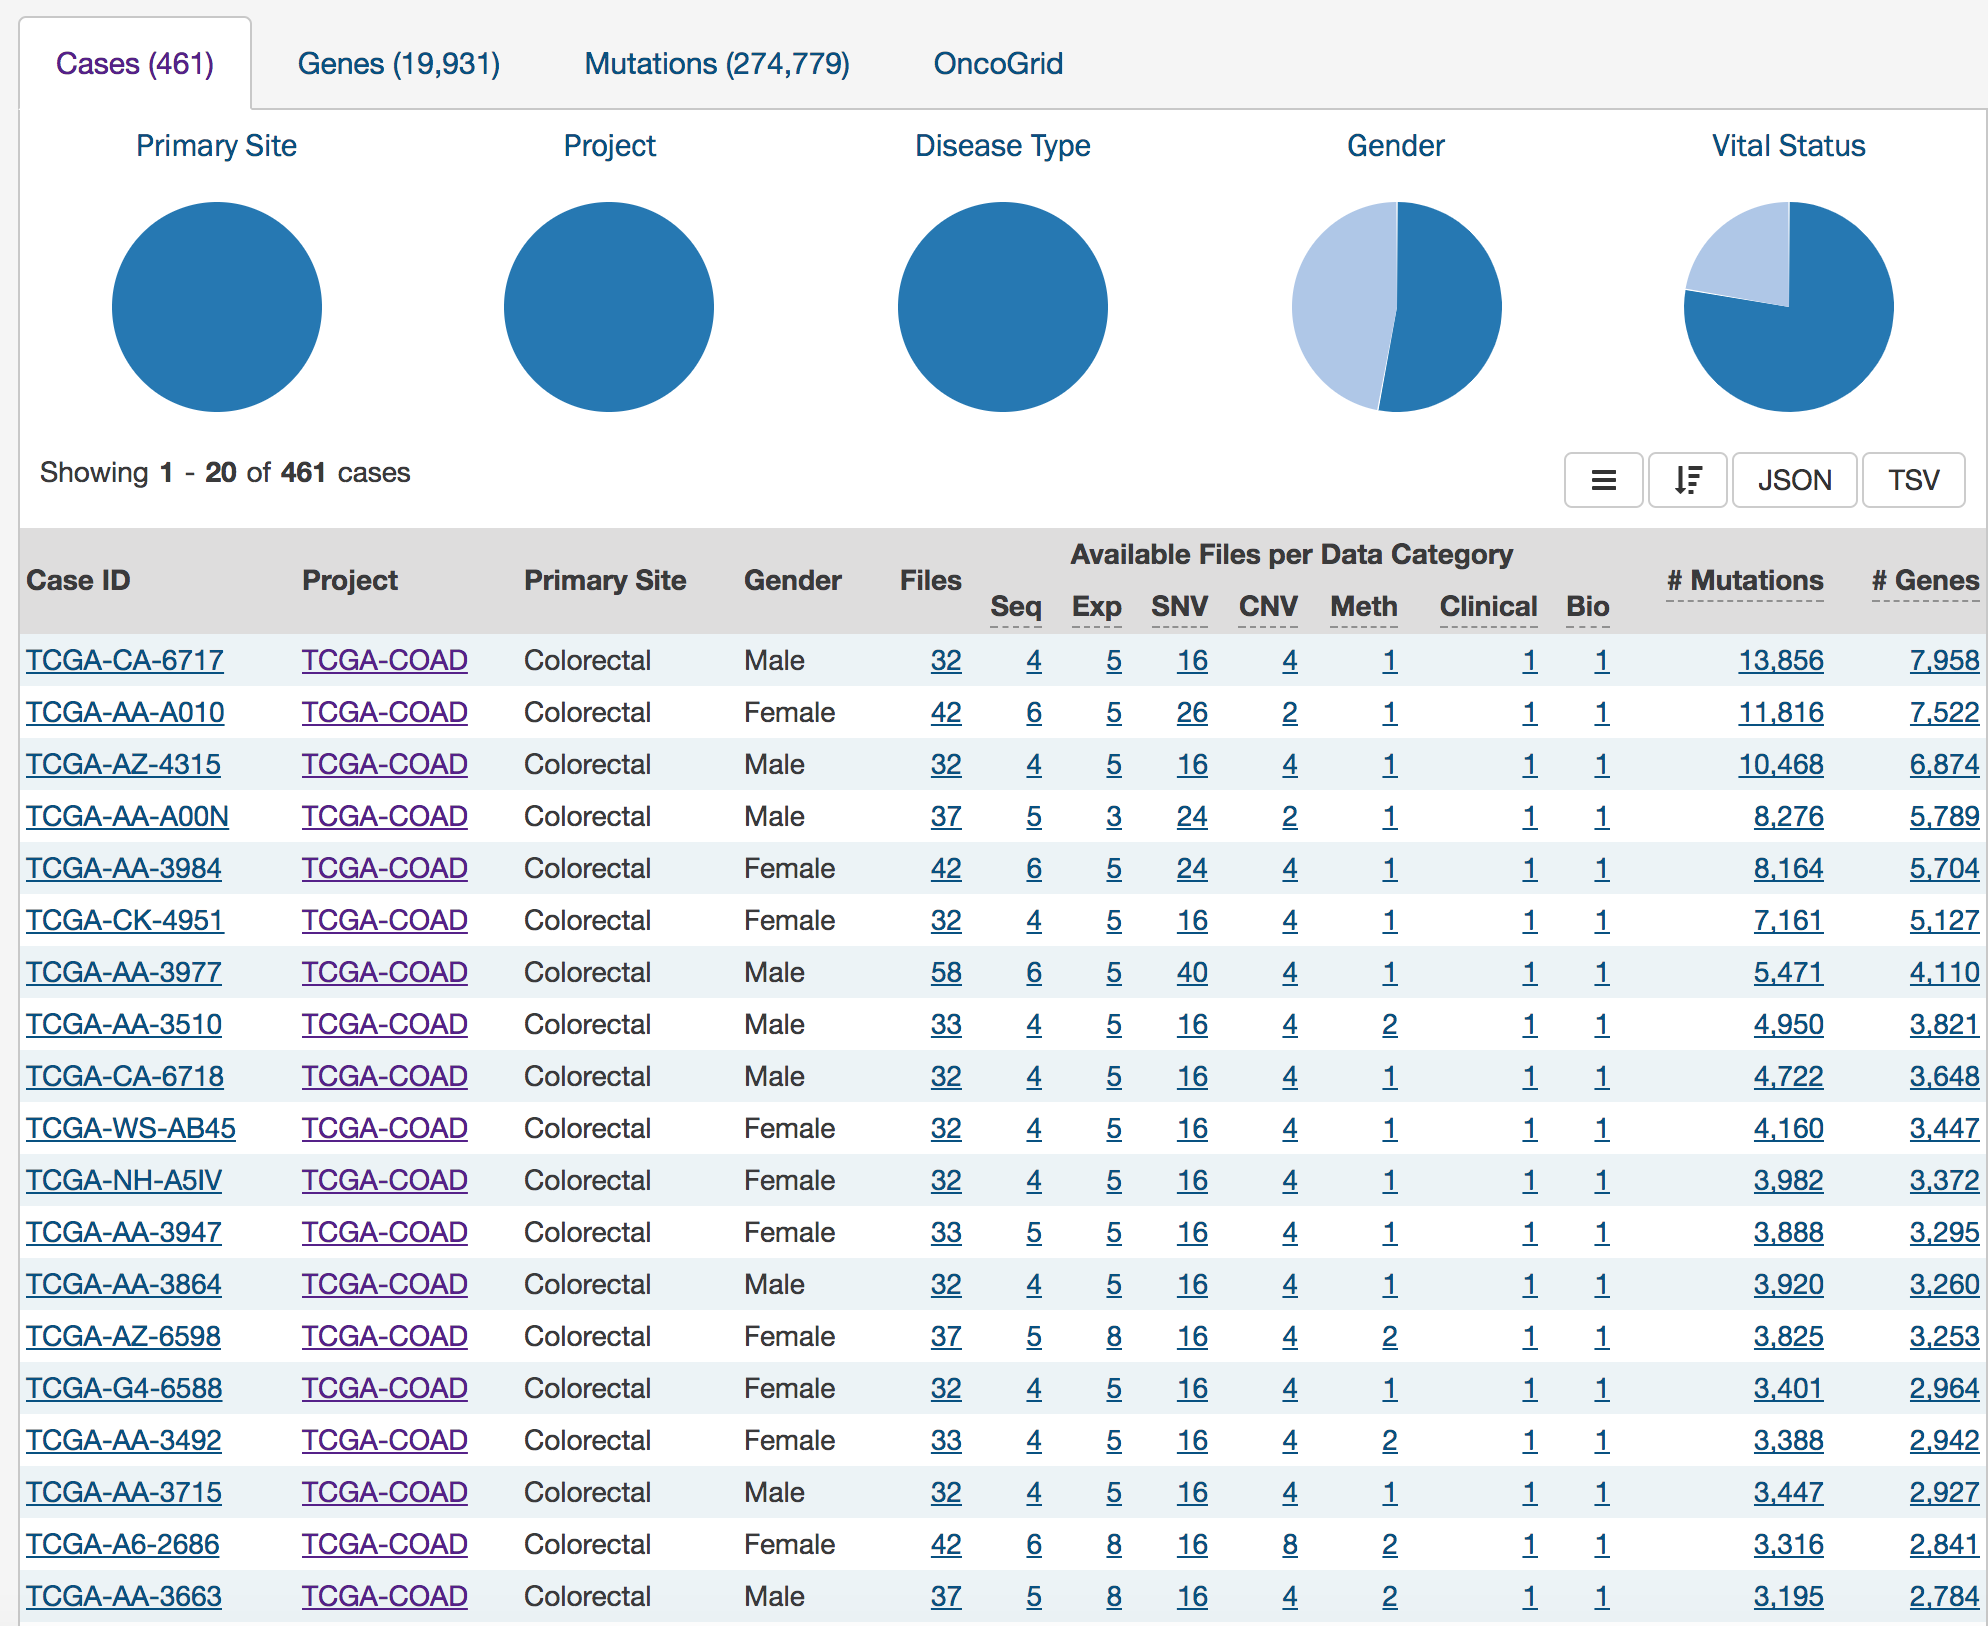 Cases (461) Genes (19,931) Mutations (274,779) OncoGrid
Primary Site Project Disease Type Gender Vital Status
Showing 1 - 20 of 461 cases JSON TSV
Available Files per Data Category
Case ID Project Primary Site Gender Files # Mutations # Genes
Seq Exp SNV CNV Meth Clinical Bio
TCGA-CA-6717 TCGA-COAD Colorectal Male 32 4 5 16 4 1 1 1 13,856 7,958
TCGA-AA-A010 TCGA-COAD Colorectal Female 42 6 5 26 2 1 1 1 11,816 7,522
TCGA-AZ-4315 TCGA-COAD Colorectal Male 32 4 5 16 4 1 1 1 10,468 6,874
TCGA-AA-A00N TCGA-COAD Colorectal Male 37 5 3 24 2 1 1 1 8,276 5,789
TCGA-AA-3984 TCGA-COAD Colorectal Female 42 6 5 24 4 1 1 1 8,164 5,704
TCGA-CK-4951 TCGA-COAD Colorectal Female 32 4 5 16 4 1 1 1 7,161 5,127
TCGA-AA-3977 TCGA-COAD Colorectal Male 58 6 5 40 4 1 1 1 5,471 4,110
TCGA-AA-3510 TCGA-COAD Colorectal Male 33 4 5 16 4 2 1 1 4,950 3,821
TCGA-CA-6718 TCGA-COAD Colorectal Male 32 4 5 16 4 1 1 1 4,722 3,648
TCGA-WS-AB45 TCGA-COAD Colorectal Female 32 4 5 16 4 1 1 1 4,160 3,447
TCGA-NH-A5IV TCGA-COAD Colorectal Female 32 4 5 16 4 1 1 1 3,982 3,372
TCGA-AA-3947 TCGA-COAD Colorectal Female 33 5 5 16 4 1 1 1 3,888 3,295
TCGA-AA-3864 TCGA-COAD Colorectal Male 32 4 5 16 4 1 1 1 3,920 3,260
TCGA-AZ-6598 TCGA-COAD Colorectal Female 37 5 8 16 4 2 1 1 3,825 3,253
TCGA-G4-6588 TCGA-COAD Colorectal Female 32 4 5 16 4 1 1 1 3,401 2,964
TCGA-AA-3492 TCGA-COAD Colorectal Female 33 4 5 16 4 2 1 1 3,388 2,942
TCGA-AA-3715 TCGA-COAD Colorectal Male 32 4 5 16 4 1 1 1 3,447 2,927
TCGA-A6-2686 TCGA-COAD Colorectal Female 42 6 8 16 8 2 1 1 3,316 2,841
TCGA-AA-3663 TCGA-COAD Colorectal Male 37 5 8 16 4 2 1 1 3,195 2,784